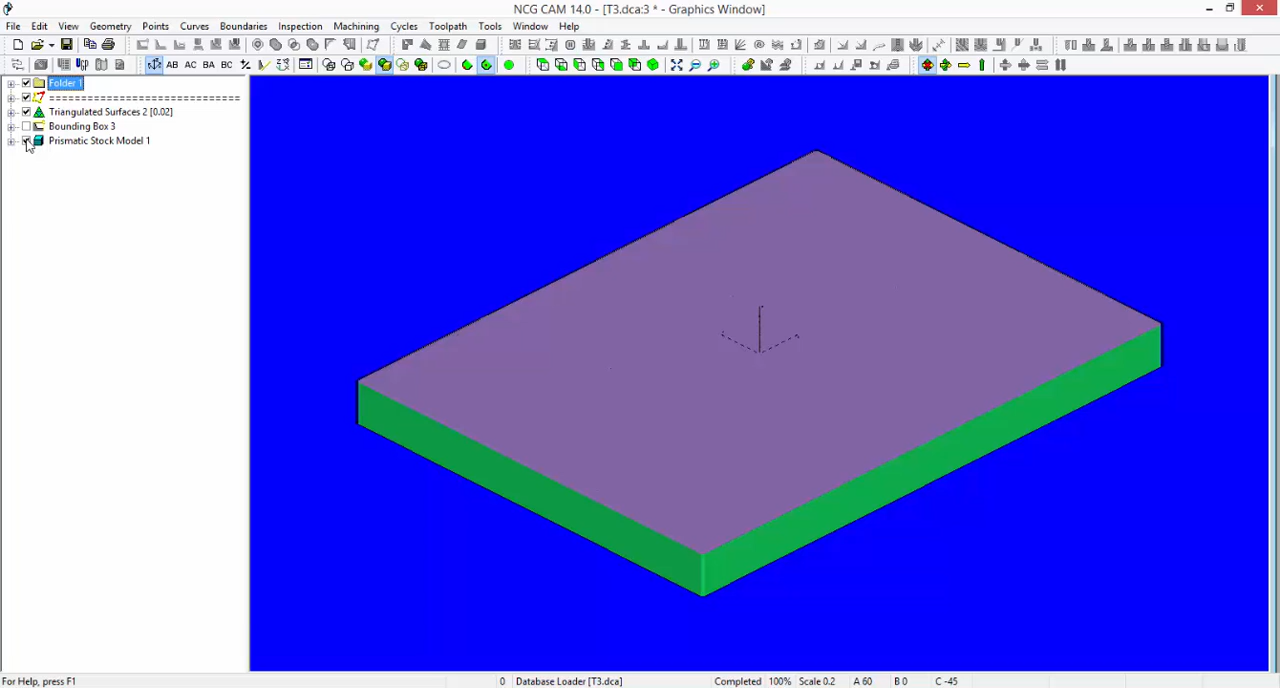 NCG CAM 14.0 - [T3.dca:3 * - Graphics Window]
File Edit View Geometry Points Curves Boundaries Inspection Machining Cycles Toolpath Tools Window Help
AB AC BA BC
Folder 1
==============================
Triangulated Surfaces 2 [0.02]
Bounding Box 3
Prismatic Stock Model 1
For Help, press F1 0 Database Loader [T3.dca] Completed 100% Scale 0.2 A 60 B 0 C -45